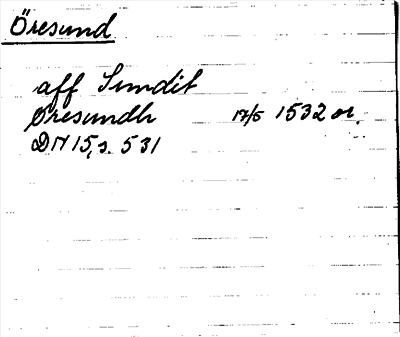 Öresund
aff Sundit
Öresundh 17/5 1532 or.
DN 15, s. 531